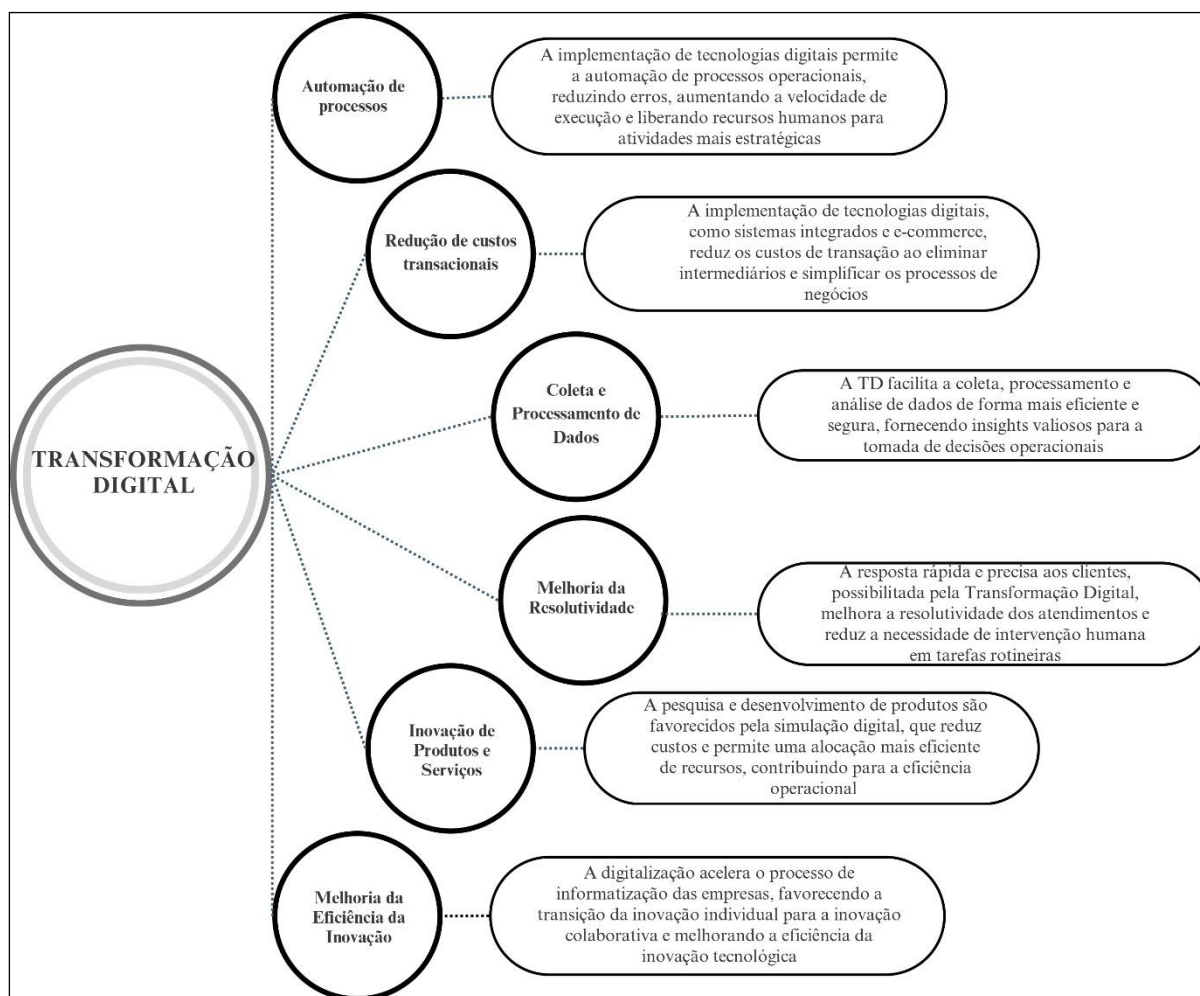 TRANSFORMAÇÃO
DIGITAL
Automação de
processos
A implementação de tecnologias digitais permite
a automação de processos operacionais,
reduzindo erros, aumentando a velocidade de
execução e liberando recursos humanos para
atividades mais estratégicas
Redução de custos
transacionais
A implementação de tecnologias digitais,
como sistemas integrados e e-commerce,
reduz os custos de transação ao eliminar
intermediários e simplificar os processos de
negócios
Coleta e
Processamento de
Dados
A TD facilita a coleta, processamento e
análise de dados de forma mais eficiente e
segura, fornecendo insights valiosos para a
tomada de decisões operacionais
Melhoria da
Resolutividade
A resposta rápida e precisa aos clientes,
possibilitada pela Transformação Digital,
melhora a resolutividade dos atendimentos e
reduz a necessidade de intervenção humana
em tarefas rotineiras
Inovação de
Produtos e
Serviços
A pesquisa e desenvolvimento de produtos são
favorecidos pela simulação digital, que reduz
custos e permite uma alocação mais eficiente
de recursos, contribuindo para a eficiência
operacional
Melhoria da
Eficiência da
Inovação
A digitalização acelera o processo de
informatização das empresas, favorecendo a
transição da inovação individual para a inovação
colaborativa e melhorando a eficiência da
inovação tecnológica